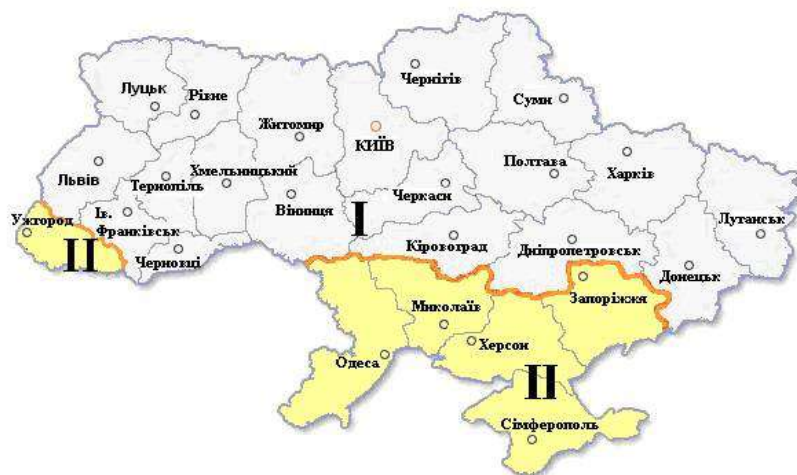 Чернігів
Луцьк
Рівне
Суми
Житомир
КИЇВ
Львів
Тернопіль
Хмельницький
Полтава
Харків
Черкаси
Вінниця
Ужгород
Ів.
Франківськ
I
Луганськ
II
Чернівці
Кіровоград
Дніпропетровськ
Донецьк
Запоріжжя
Миколаїв
Одеса
Херсон
II
Сімферополь